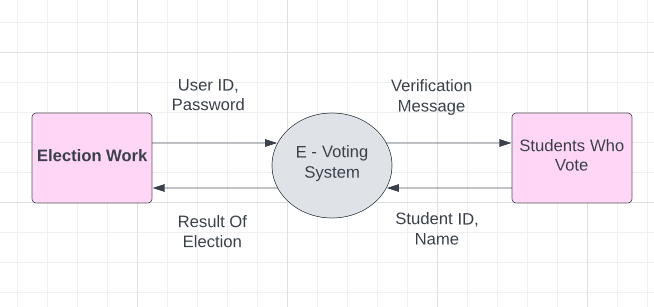 User ID,
Password
Verification
Message
Election Work
E - Voting
System
Students Who
Vote
Result Of
Election
Student ID,
Name